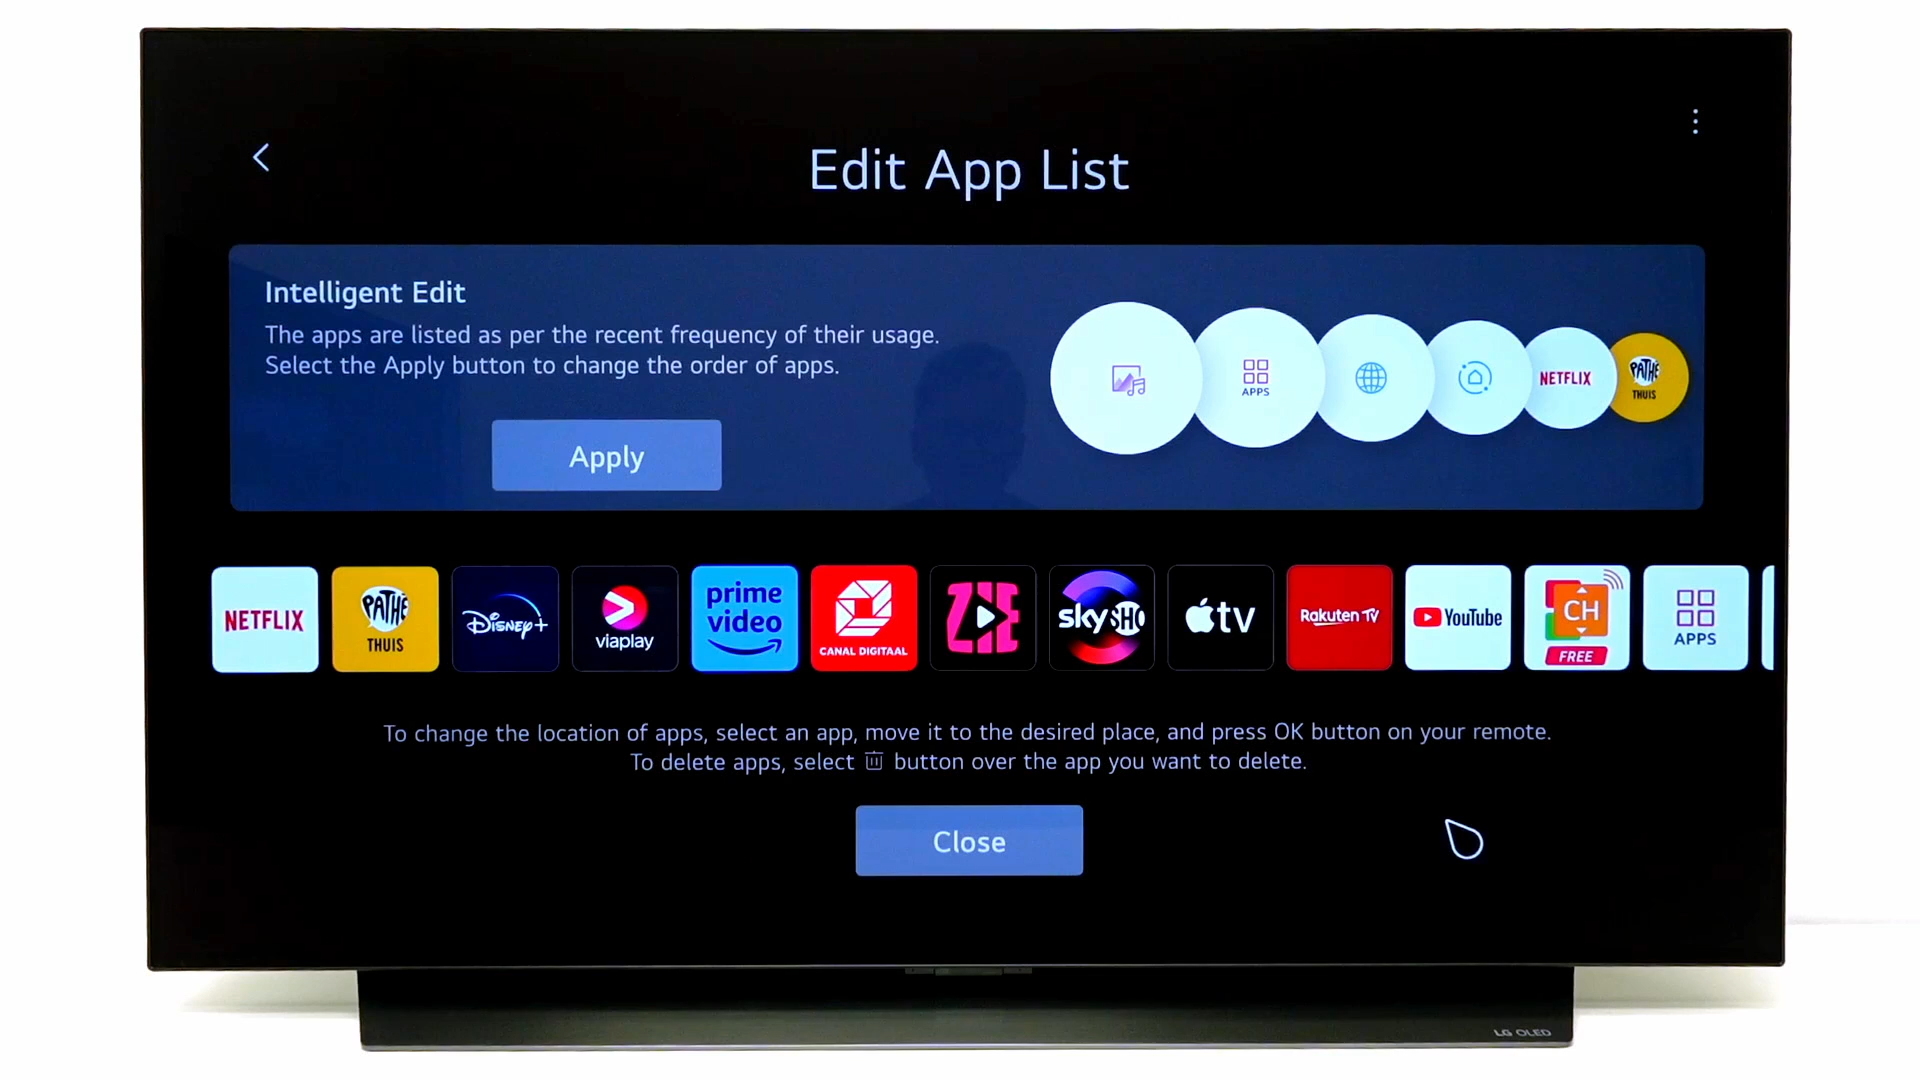 Edit App List
Intelligent Edit
The apps are listed as per the recent frequency of their usage.
Select the Apply button to change the order of apps.
Apply
APPS
NETFLIX
PATHÉ
THUIS
NETFLIX
PATHÉ
THUIS
Disney+
viaplay
prime
video
CANAL DIGITAAL
sky SHO
tv
Rakuten TV
YouTube
CH
FREE
APPS
To change the location of apps, select an app, move it to the desired place, and press OK button on your remote.
To delete apps, select button over the app you want to delete.
Close
LG OLED